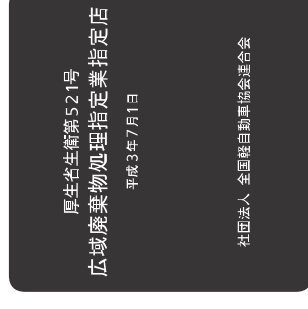 厚生省生衛第521号
広域廃棄物処理指定業指定店
平成3年7月1日
社団法人 全国軽自動車協会連合会